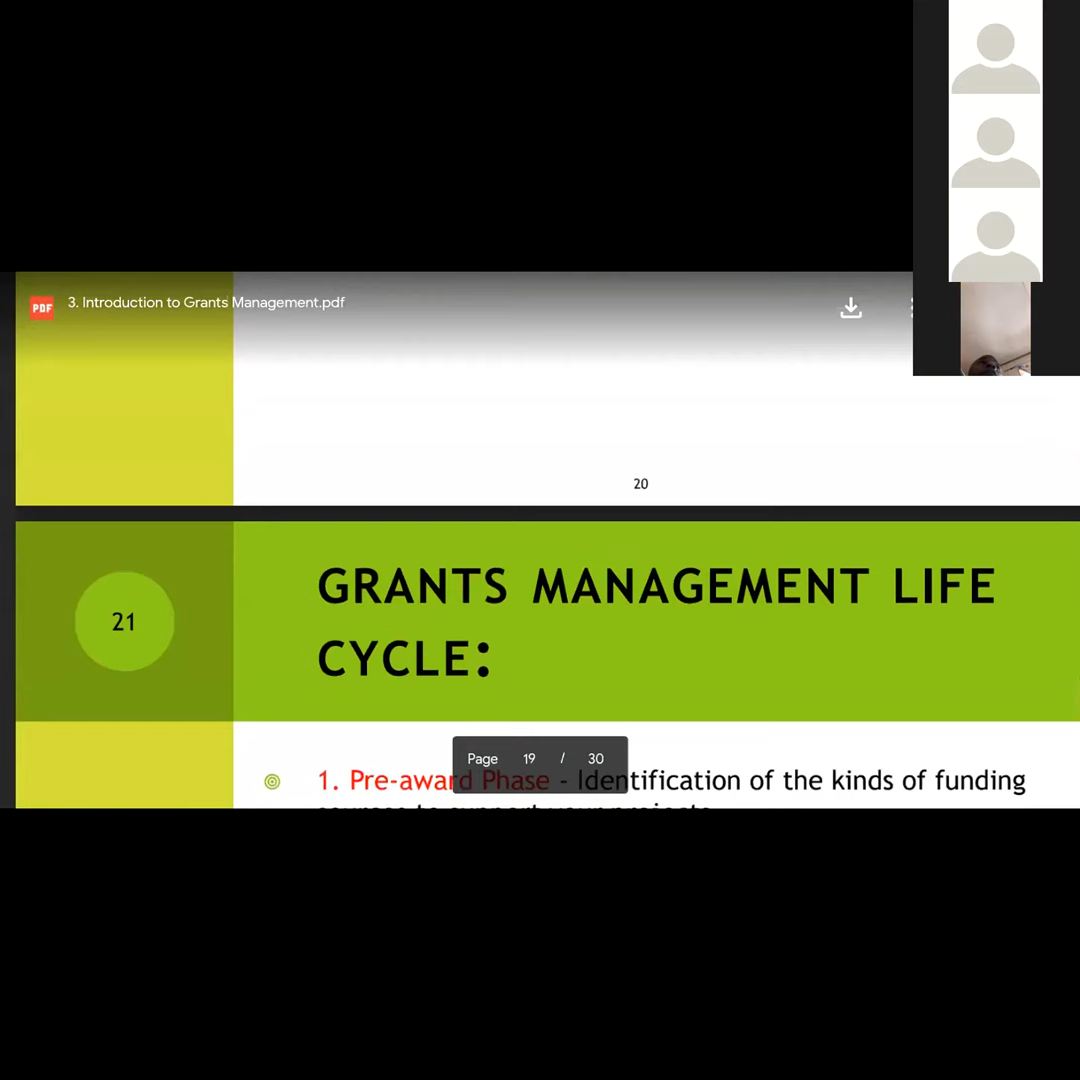 PDF
3. Introduction to Grants Management.pdf
20
21
GRANTS MANAGEMENT LIFE
CYCLE:
Page 19 / 30
1. Pre-award Phase - Identification of the kinds of funding